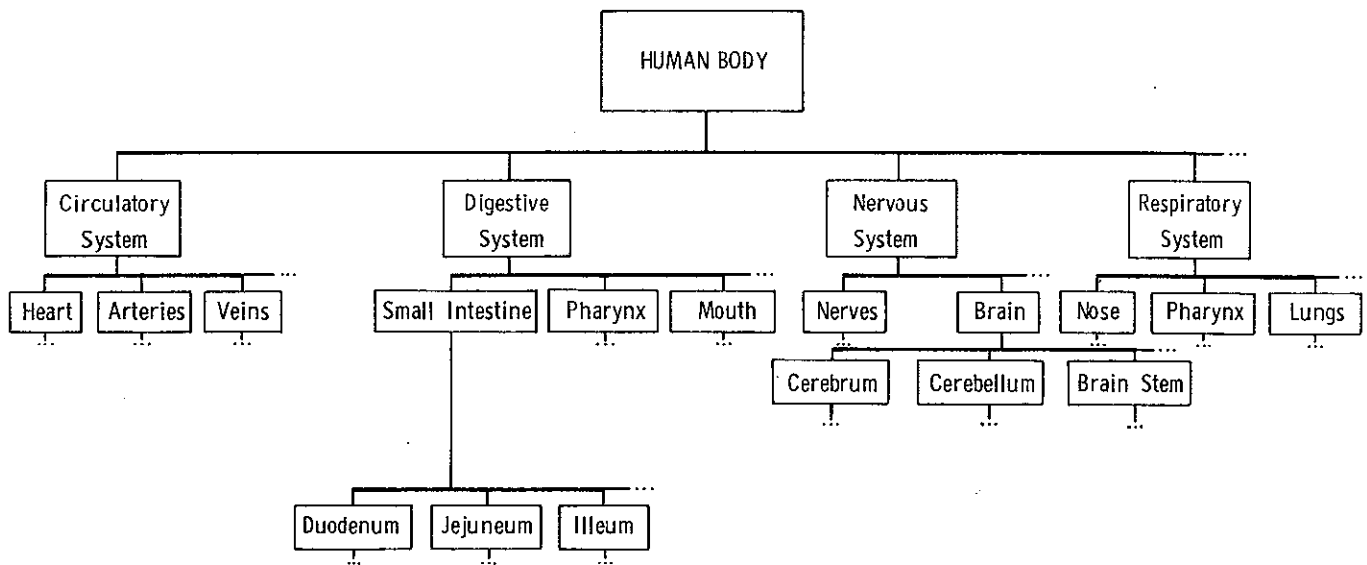 HUMAN BODY
...
Circulatory
System
Digestive
System
Nervous
System
Respiratory
System
...
...
...
...
Heart
Arteries
Veins
Small Intestine
Pharynx
Mouth
Nerves
Brain
Nose
Pharynx
Lungs
...
...
...
...
...
...
...
...
...
...
Cerebrum
Cerebellum
Brain Stem
...
...
...
...
Duodenum
Jejuneum
Illeum
...
...
...